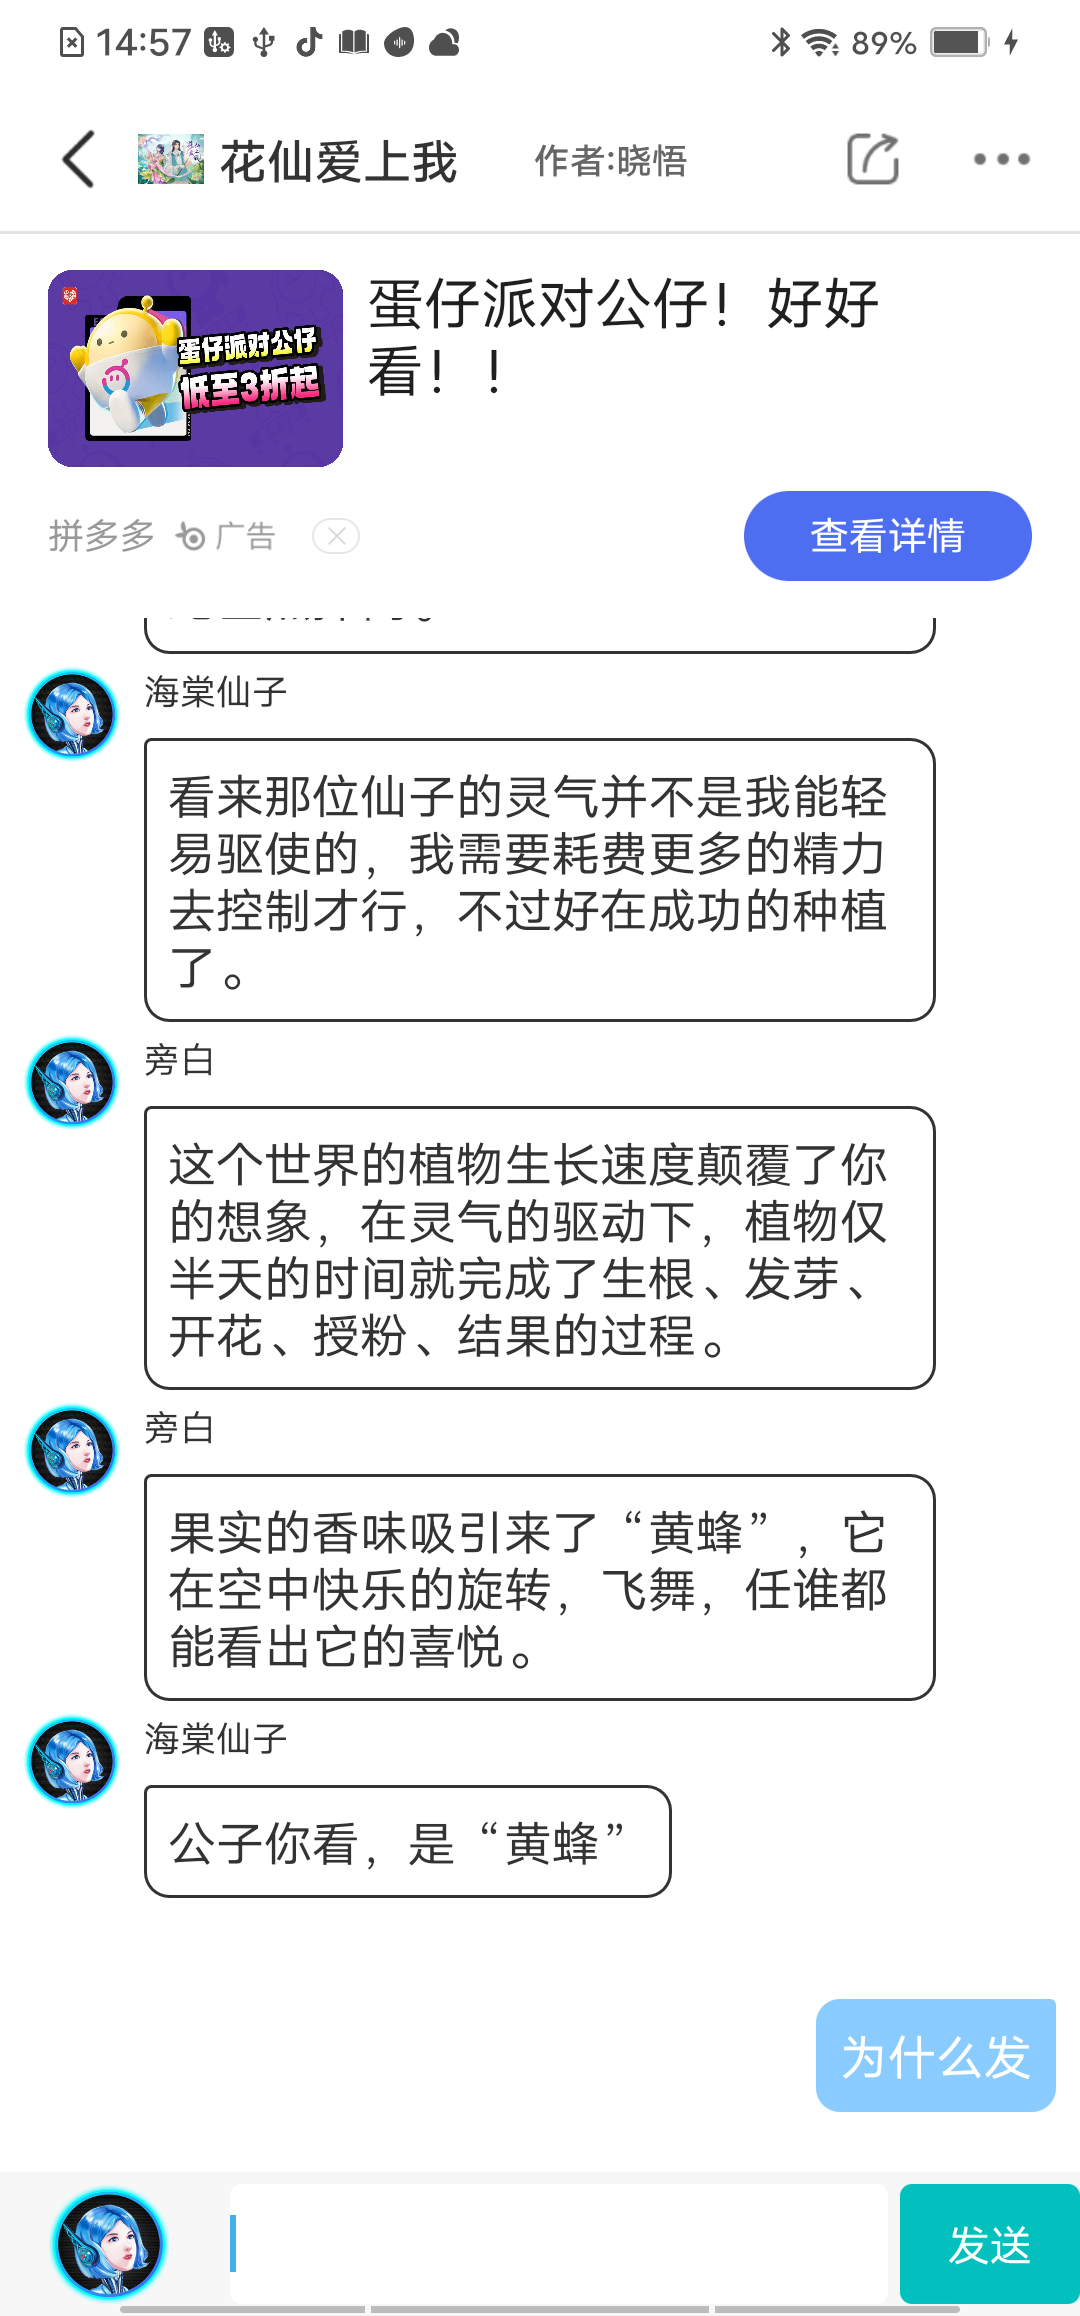 14:57
89%
花仙爱上我
作者:晓悟
蛋仔派对公仔
低至3折起
蛋仔派对公仔！好好
看！！
拼多多
广告
查看详情
海棠仙子
看来那位仙子的灵气并不是我能轻
易驱使的，我需要耗费更多的精力
去控制才行，不过好在成功的种植
了。
旁白
这个世界的植物生长速度颠覆了你
的想象，在灵气的驱动下，植物仅
半天的时间就完成了生根、发芽、
开花、授粉、结果的过程。
旁白
果实的香味吸引来了“黄蜂”，它
在空中快乐的旋转，飞舞，任谁都
能看出它的喜悦。
海棠仙子
公子你看，是“黄蜂”
为什么发
发送